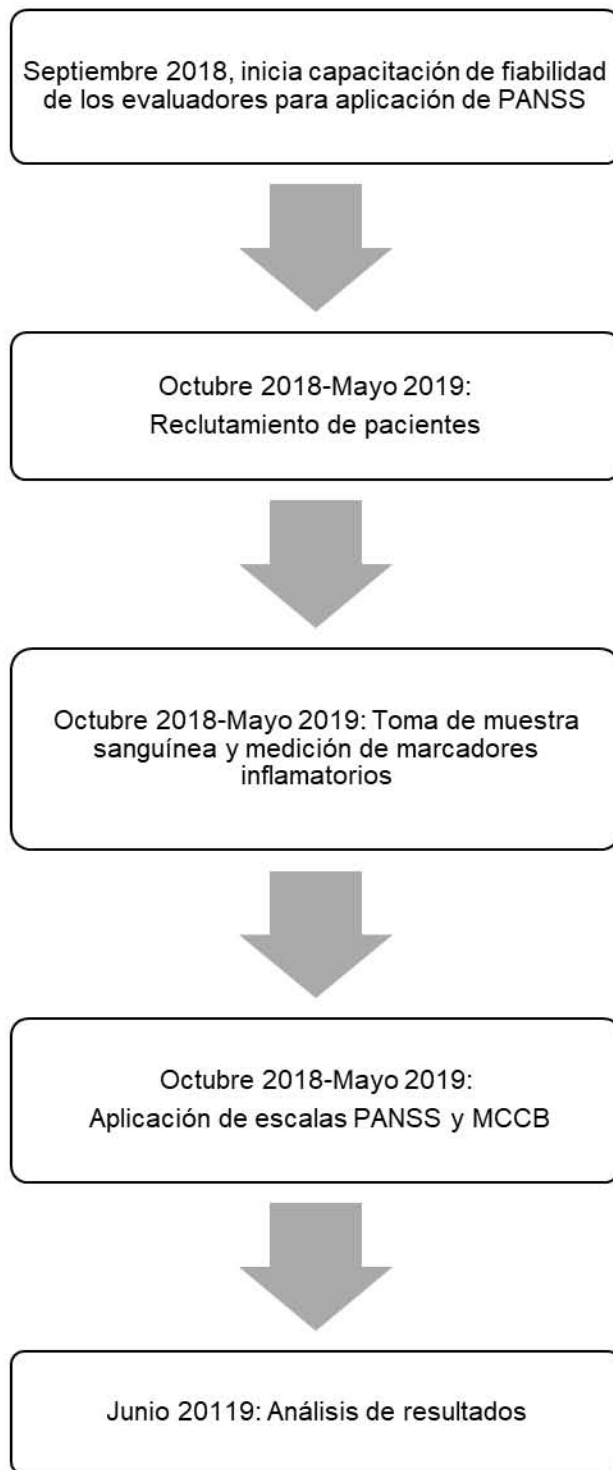 Septiembre 2018, inicia capacitación de fiabilidad
de los evaluadores para aplicación de PANSS
Octubre 2018-Mayo 2019:
Reclutamiento de pacientes
Octubre 2018-Mayo 2019: Toma de muestra
sanguínea y medición de marcadores
inflamatorios
Octubre 2018-Mayo 2019:
Aplicación de escalas PANSS y MCCB
Junio 20119: Análisis de resultados